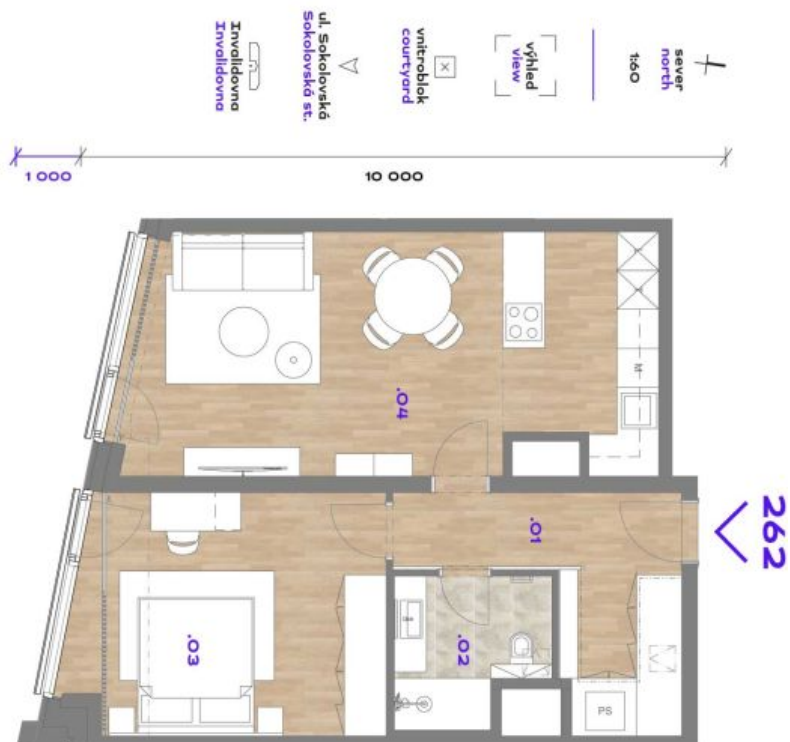 sever
north
1:60
výhled
view
vnitroblok
courtyard
ul. Sokolovská
Sokolovská st.
Invalidovna
Invalidovna
1 000
10 000
262
.04
M
.01
.02
.03
PS